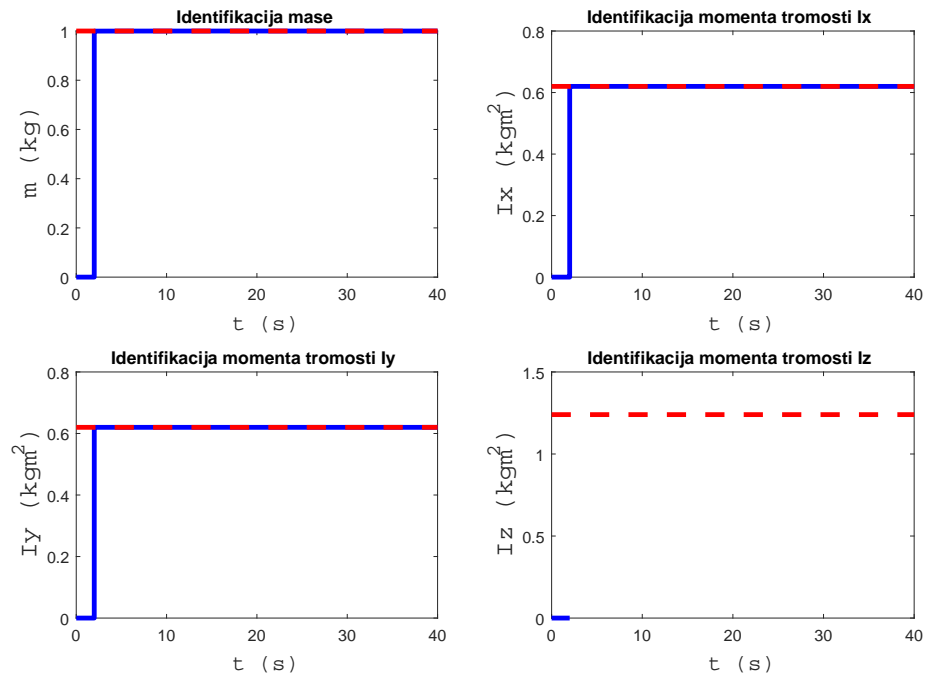 Identifikacija mase
m (kg)
1
0.8
0.6
0.4
0.2
0
0 10 20 30 40
t (s)
Identifikacija momenta tromosti Ix
Ix (kgm²)
0.8
0.6
0.4
0.2
0
0 10 20 30 40
t (s)
Identifikacija momenta tromosti Iy
Iy (kgm²)
0.8
0.6
0.4
0.2
0
0 10 20 30 40
t (s)
Identifikacija momenta tromosti Iz
Iz (kgm²)
1.5
1
0.5
0
0 10 20 30 40
t (s)